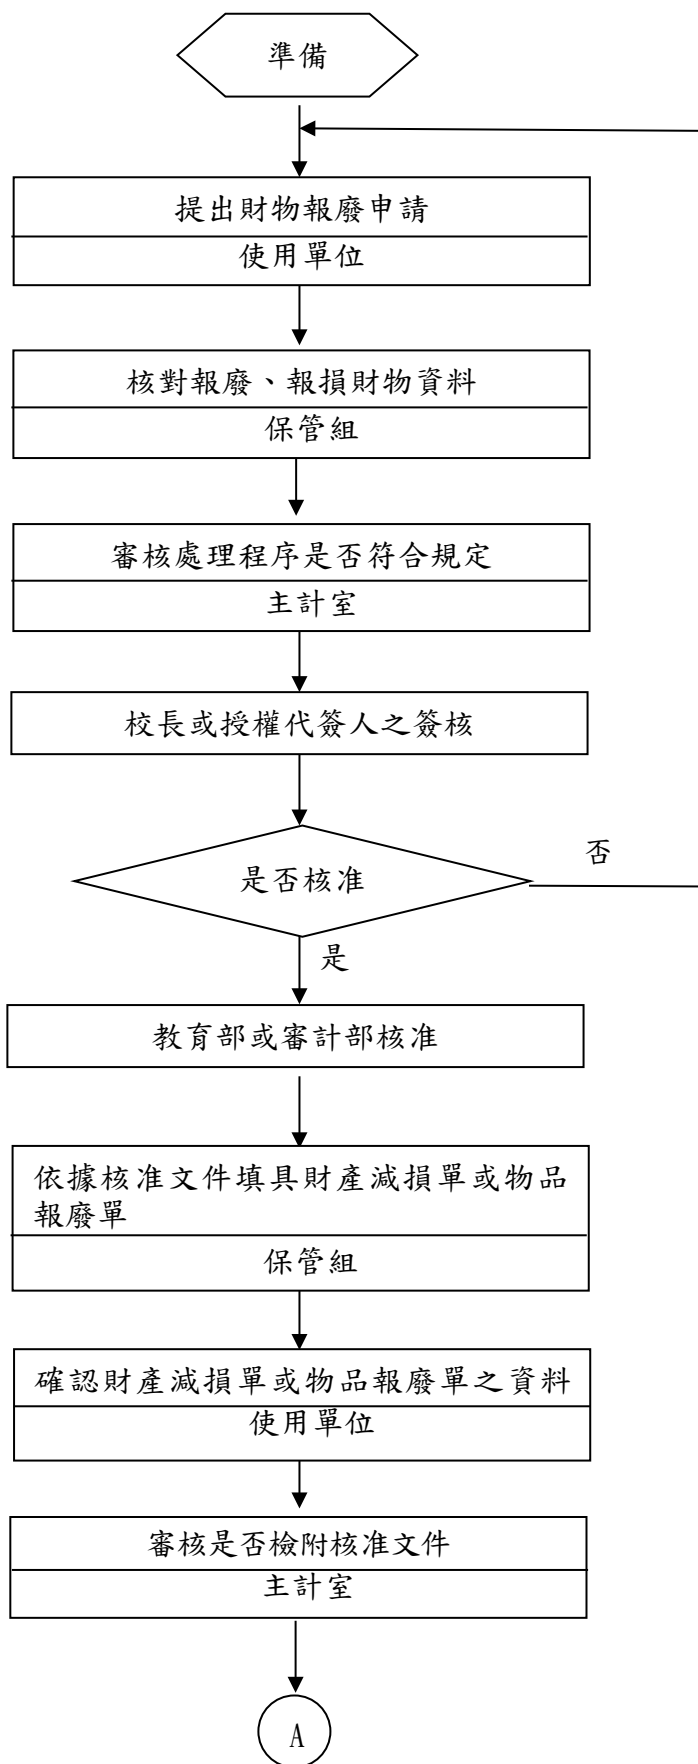 準備
提出財物報廢申請
使用單位
核對報廢、報損財物資料
保管組
審核處理程序是否符合規定
主計室
校長或授權代簽人之簽核
是否核准
否
是
教育部或審計部核准
依據核准文件填具財產減損單或物品
報廢單
保管組
確認財產減損單或物品報廢單之資料
使用單位
審核是否檢附核准文件
主計室
A